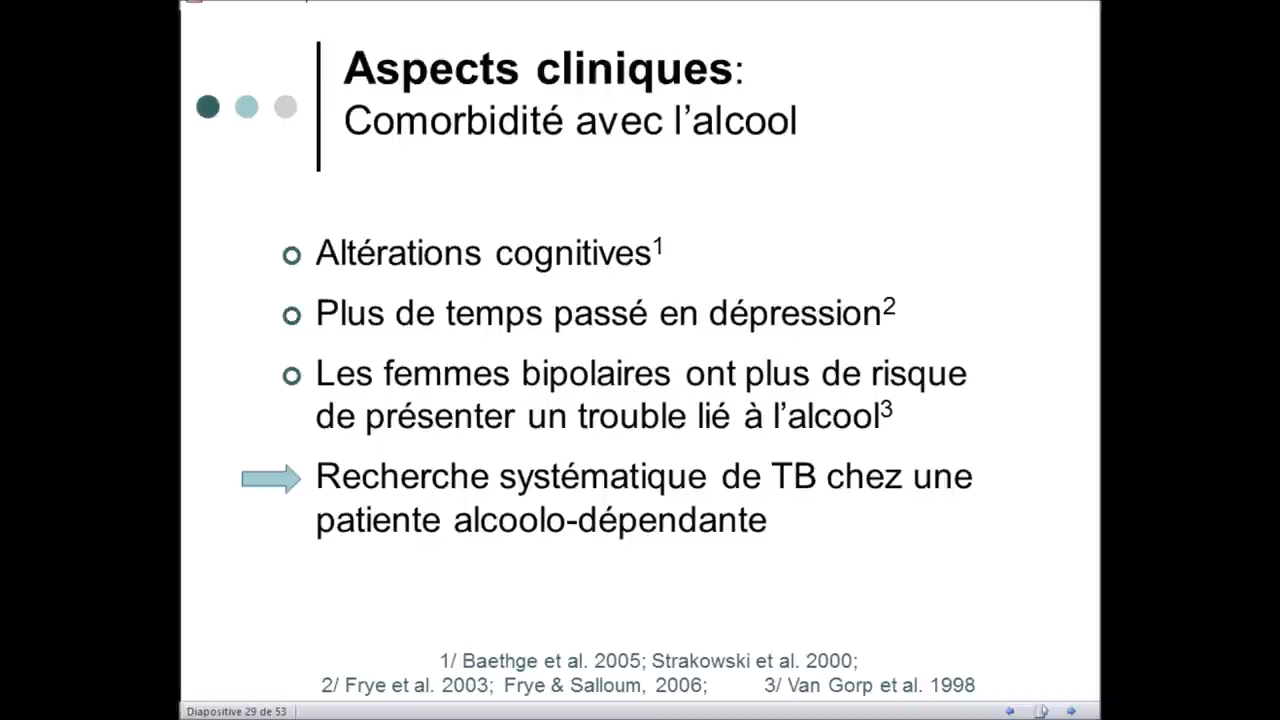 Aspects cliniques:
Comorbidité avec l’alcool
Altérations cognitives¹
Plus de temps passé en dépression²
Les femmes bipolaires ont plus de risque
de présenter un trouble lié à l’alcool³
Recherche systématique de TB chez une
patiente alcoolo-dépendante
1/ Baethge et al. 2005; Strakowski et al. 2000;
2/ Frye et al. 2003; Frye & Salloum, 2006; 3/ Van Gorp et al. 1998
Diapositive 29 de 53